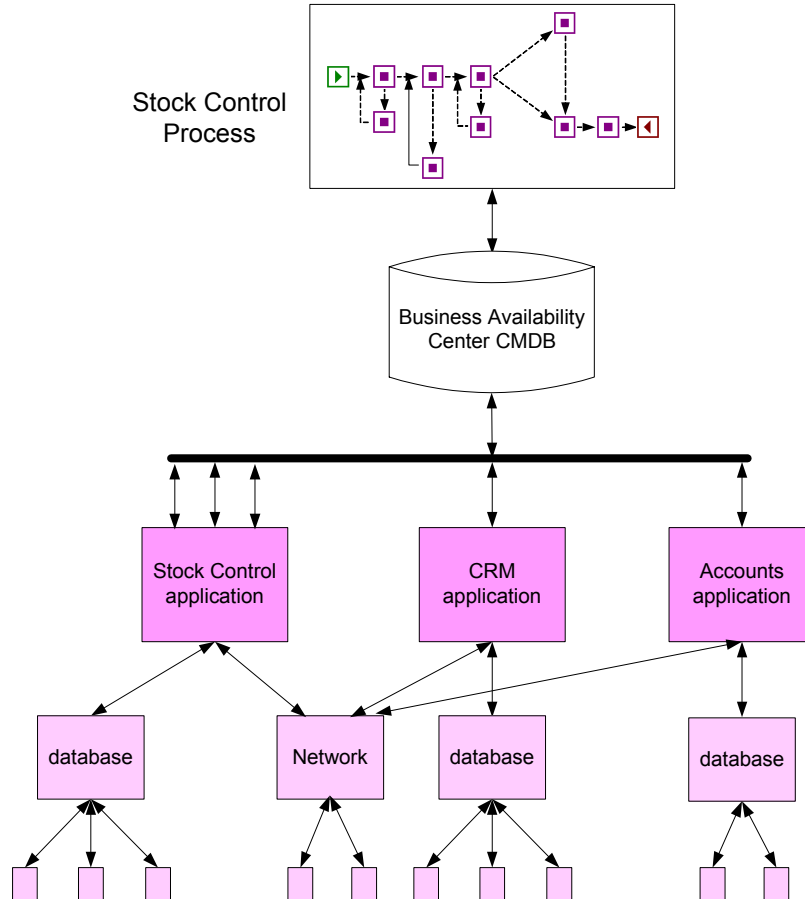 Stock Control
Process
Business Availability
Center CMDB
Stock Control
application
CRM
application
Accounts
application
database
Network
database
database